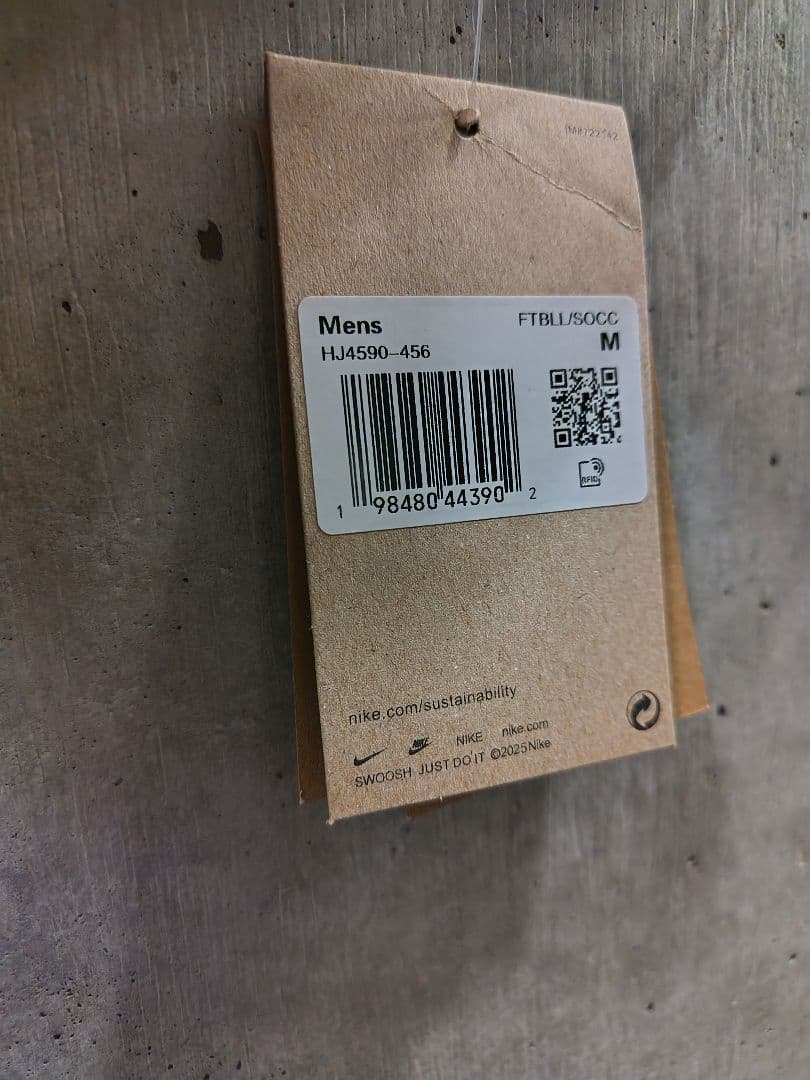 Mens
FTBLL/SOCC
HJ4590-456
M
RFID
1 98480 44390 2
nike.com/sustainability
NIKE
NIKE nike.com
SWOOSH JUST DO IT ©2025 Nike